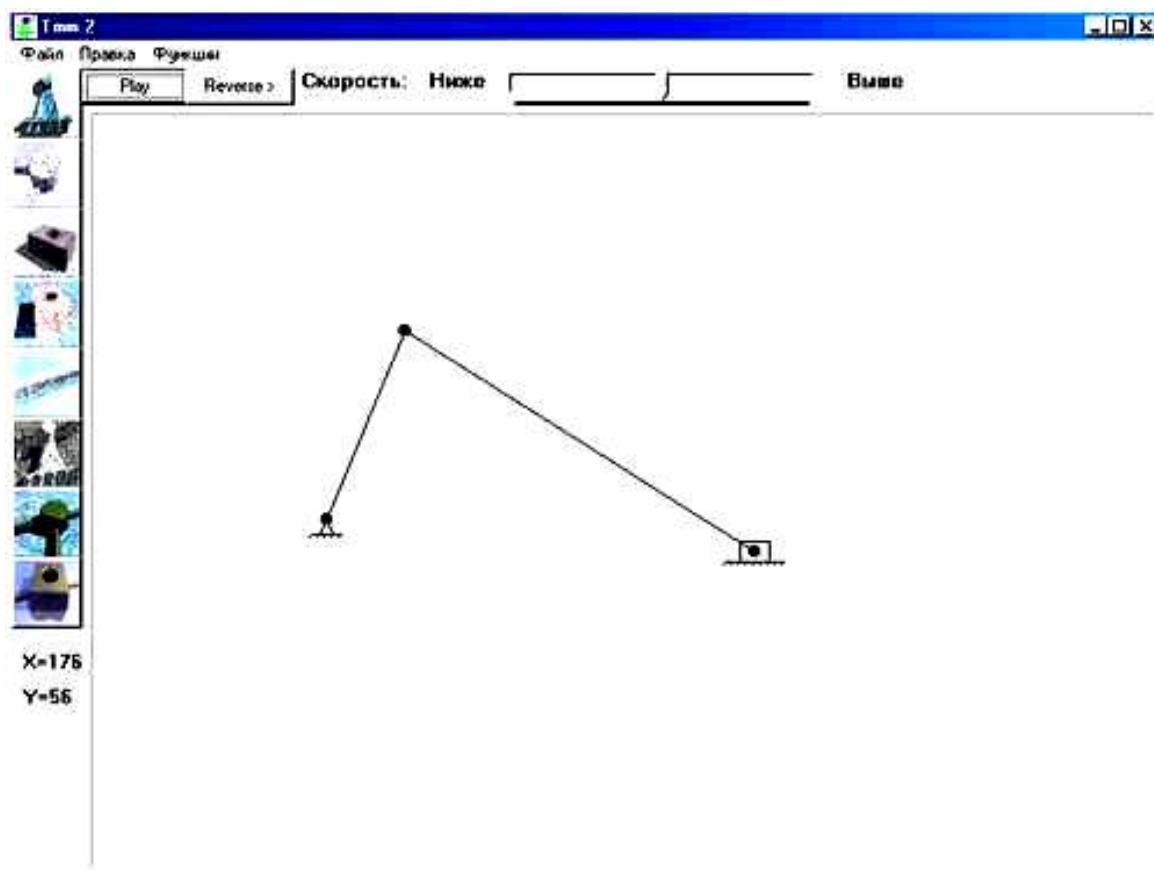 Tmm 2
Файл Правка Функции
Play Reverse > Скорость: Ниже Выше
X=176
Y=56